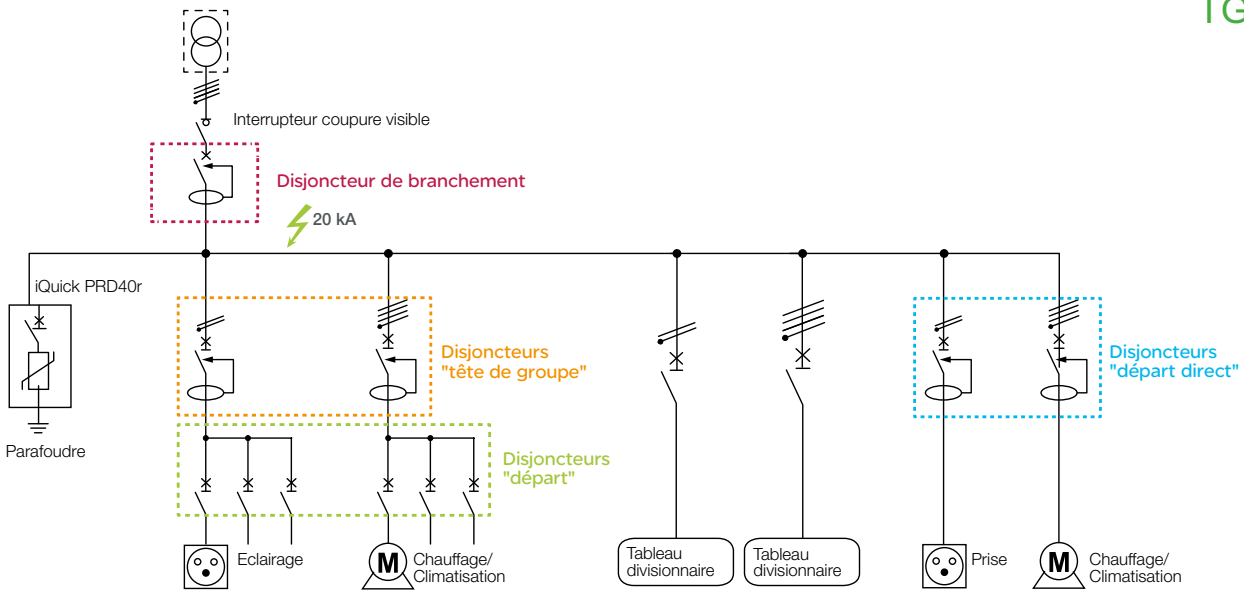 TG
Interrupteur coupure visible
Disjoncteur de branchement
20 kA
iQuick PRD40r
Parafoudre
Disjoncteurs
"tête de groupe"
Disjoncteurs
"départ direct"
Disjoncteurs
"départ"
Eclairage
M
Chauffage/
Climatisation
Tableau
divisionnaire
Tableau
divisionnaire
Prise
M
Chauffage/
Climatisation